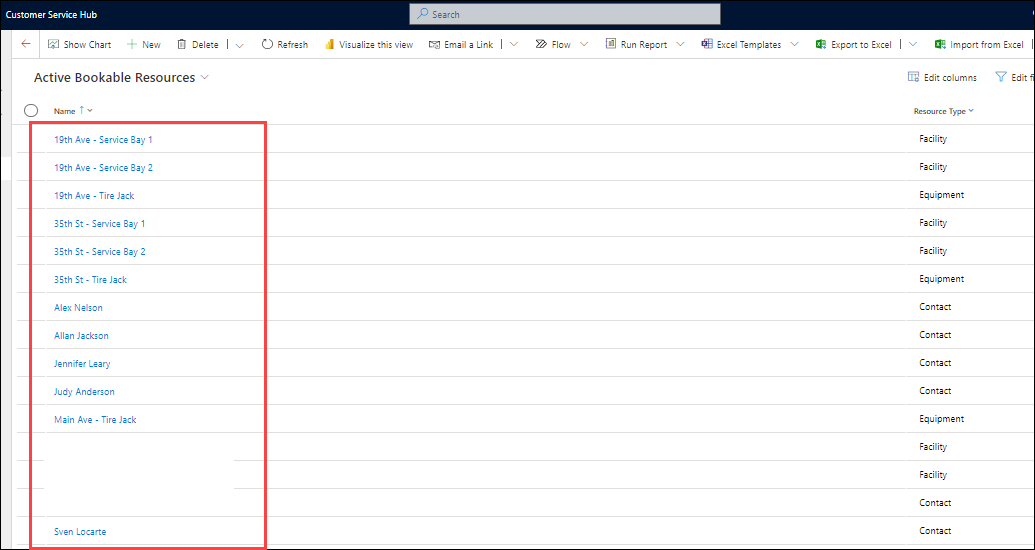 Customer Service Hub
Search
Show Chart New Delete Refresh Visualize this view Email a Link Flow Run Report Excel Templates Export to Excel Import from Excel
Active Bookable Resources Edit columns Edit fi
Name ↑ Resource Type
19th Ave - Service Bay 1 Facility
19th Ave - Service Bay 2 Facility
19th Ave - Tire Jack Equipment
35th St - Service Bay 1 Facility
35th St - Service Bay 2 Facility
35th St - Tire Jack Equipment
Alex Nelson Contact
Allan Jackson Contact
Jennifer Leary Contact
Judy Anderson Contact
Main Ave - Tire Jack Equipment
Facility
Facility
Contact
Sven Locarte Contact